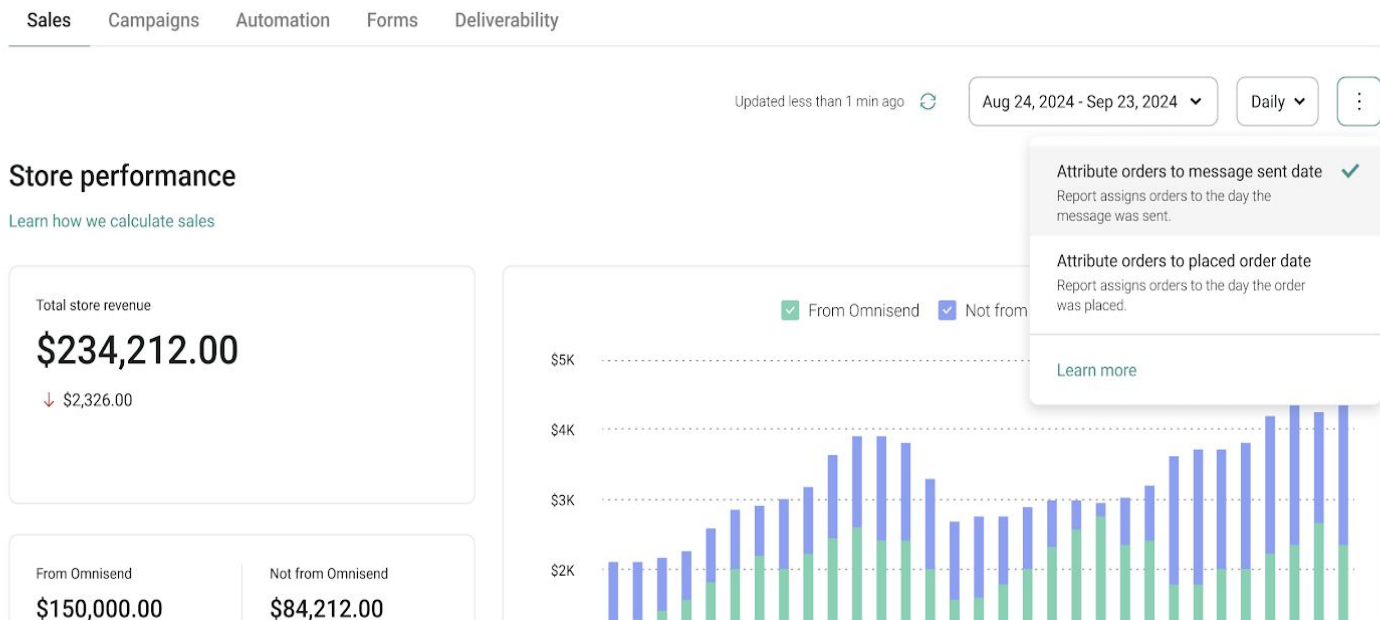 Sales Campaigns Automation Forms Deliverability
Updated less than 1 min ago Aug 24, 2024 - Sep 23, 2024 Daily
Attribute orders to message sent date
Report assigns orders to the day the
message was sent.
Attribute orders to placed order date
Report assigns orders to the day the order
was placed.
Learn more
Store performance
Learn how we calculate sales
Total store revenue
$234,212.00
$2,326.00
From Omnisend Not from Omnisend
$150,000.00 $84,212.00
From Omnisend Not from
$5K
$4K
$3K
$2K